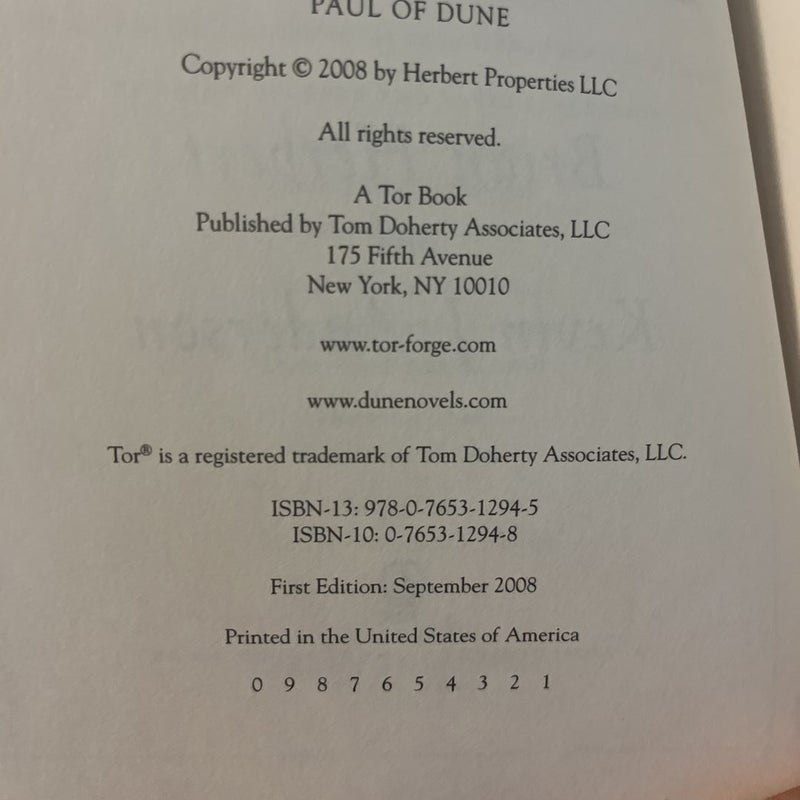 PAUL OF DUNE
Copyright © 2008 by Herbert Properties LLC
All rights reserved.
A Tor Book
Published by Tom Doherty Associates, LLC
175 Fifth Avenue
New York, NY 10010
www.tor-forge.com
www.dunenovels.com
Tor® is a registered trademark of Tom Doherty Associates, LLC.
ISBN-13: 978-0-7653-1294-5
ISBN-10: 0-7653-1294-8
First Edition: September 2008
Printed in the United States of America
0 9 8 7 6 5 4 3 2 1